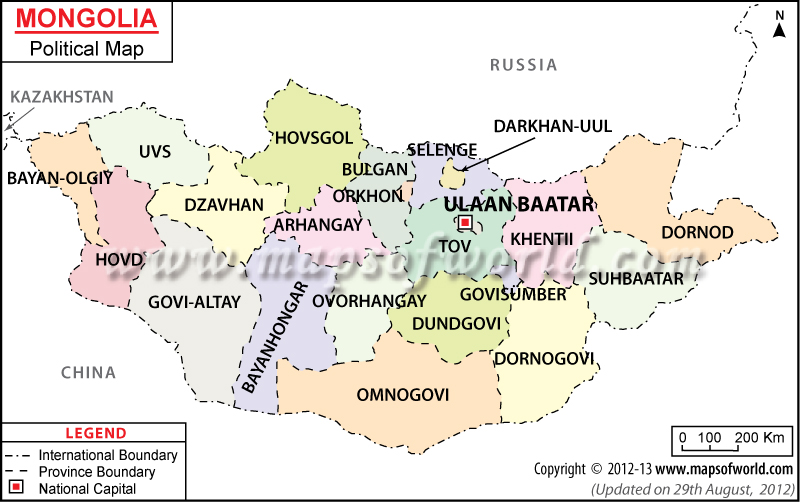 MONGOLIA
Political Map
N
RUSSIA
KAZAKHSTAN
DARKHAN-UUL
HOVSGOL
SELENGE
UVS
BULGAN
BAYAN-OLGIY
ORKHON
DZAVHAN
ULAAN BAATAR
ARHANGAY
DORNOD
KHENTII
TOV
HOVD
www.mapsofworld.com
SUHBAATAR
GOVI-ALTAY
OVORHANGAY
GOVISUMBER
BAYANHONGAR
DUNDGOVI
DORNOGOVI
CHINA
OMNOGOVI
LEGEND
International Boundary
Province Boundary
National Capital
0 100 200 Km
Copyright © 2012-13 www.mapsofworld.com
(Updated on 29th August, 2012)